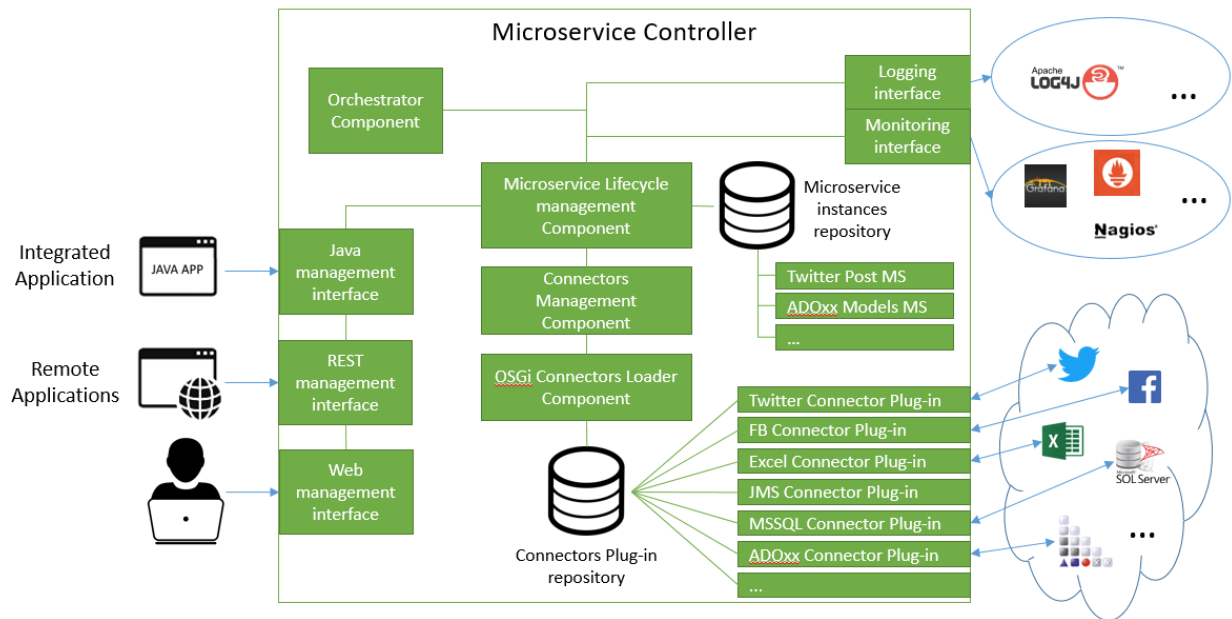 Microservice Controller
Orchestrator
Component
Logging
interface
Monitoring
interface
Apache
LOG4J
TM
...
Grafana
Nagios®
...
Microservice Lifecycle
management
Component
Microservice
instances
repository
Integrated
Application
JAVA APP
Java
management
interface
Connectors
Management
Component
Twitter Post MS
ADOxx Models MS
...
Remote
Applications
REST
management
interface
OSGi Connectors Loader
Component
Web
management
interface
Connectors Plug-in
repository
Twitter Connector Plug-in
FB Connector Plug-in
Excel Connector Plug-in
JMS Connector Plug-in
MSSQL Connector Plug-in
ADOxx Connector Plug-in
...
f
X
Microsoft
SQL Server
...